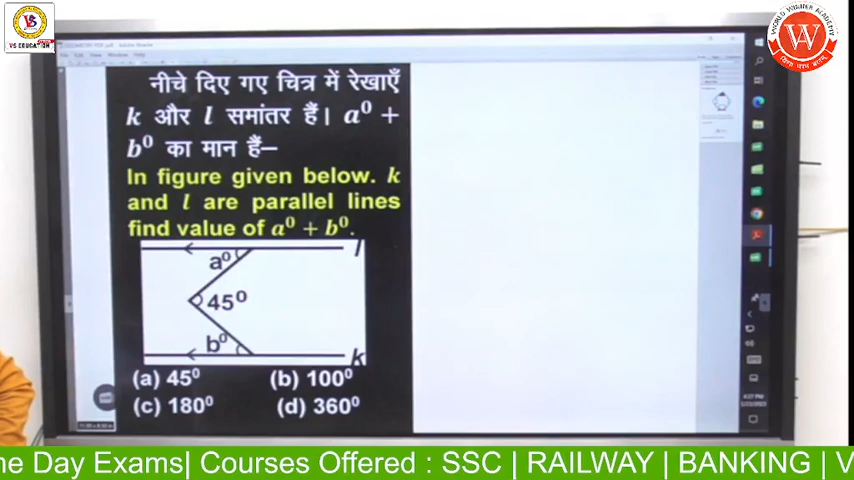 VS
VS EDUCATION
WORLD WINNER ACADEMY
W
नीचे दिए गए चित्र में रेखाएँ
k और l समांतर हैं| a⁰ +
b⁰ का मान हैं–
In figure given below. k
and l are parallel lines
find value of a⁰ + b⁰.
l
a⁰
45⁰
b⁰
k
(a) 45⁰ (b) 100⁰
(c) 180⁰ (d) 360⁰
ne Day Exams| Courses Offered : SSC | RAILWAY | BANKING | V